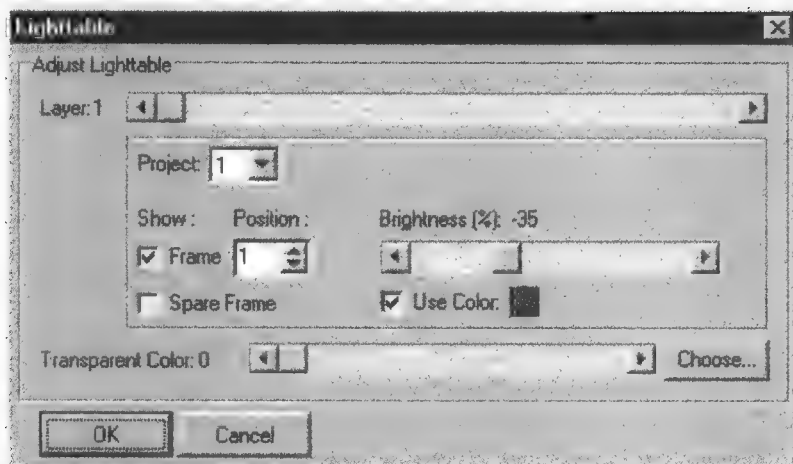 Lighttable
Adjust Lighttable
Layer: 1
Project: 1
Show : Position : Brightness (%): -35
Frame 1
Spare Frame Use Color:
Transparent Color: 0 Choose...
OK Cancel